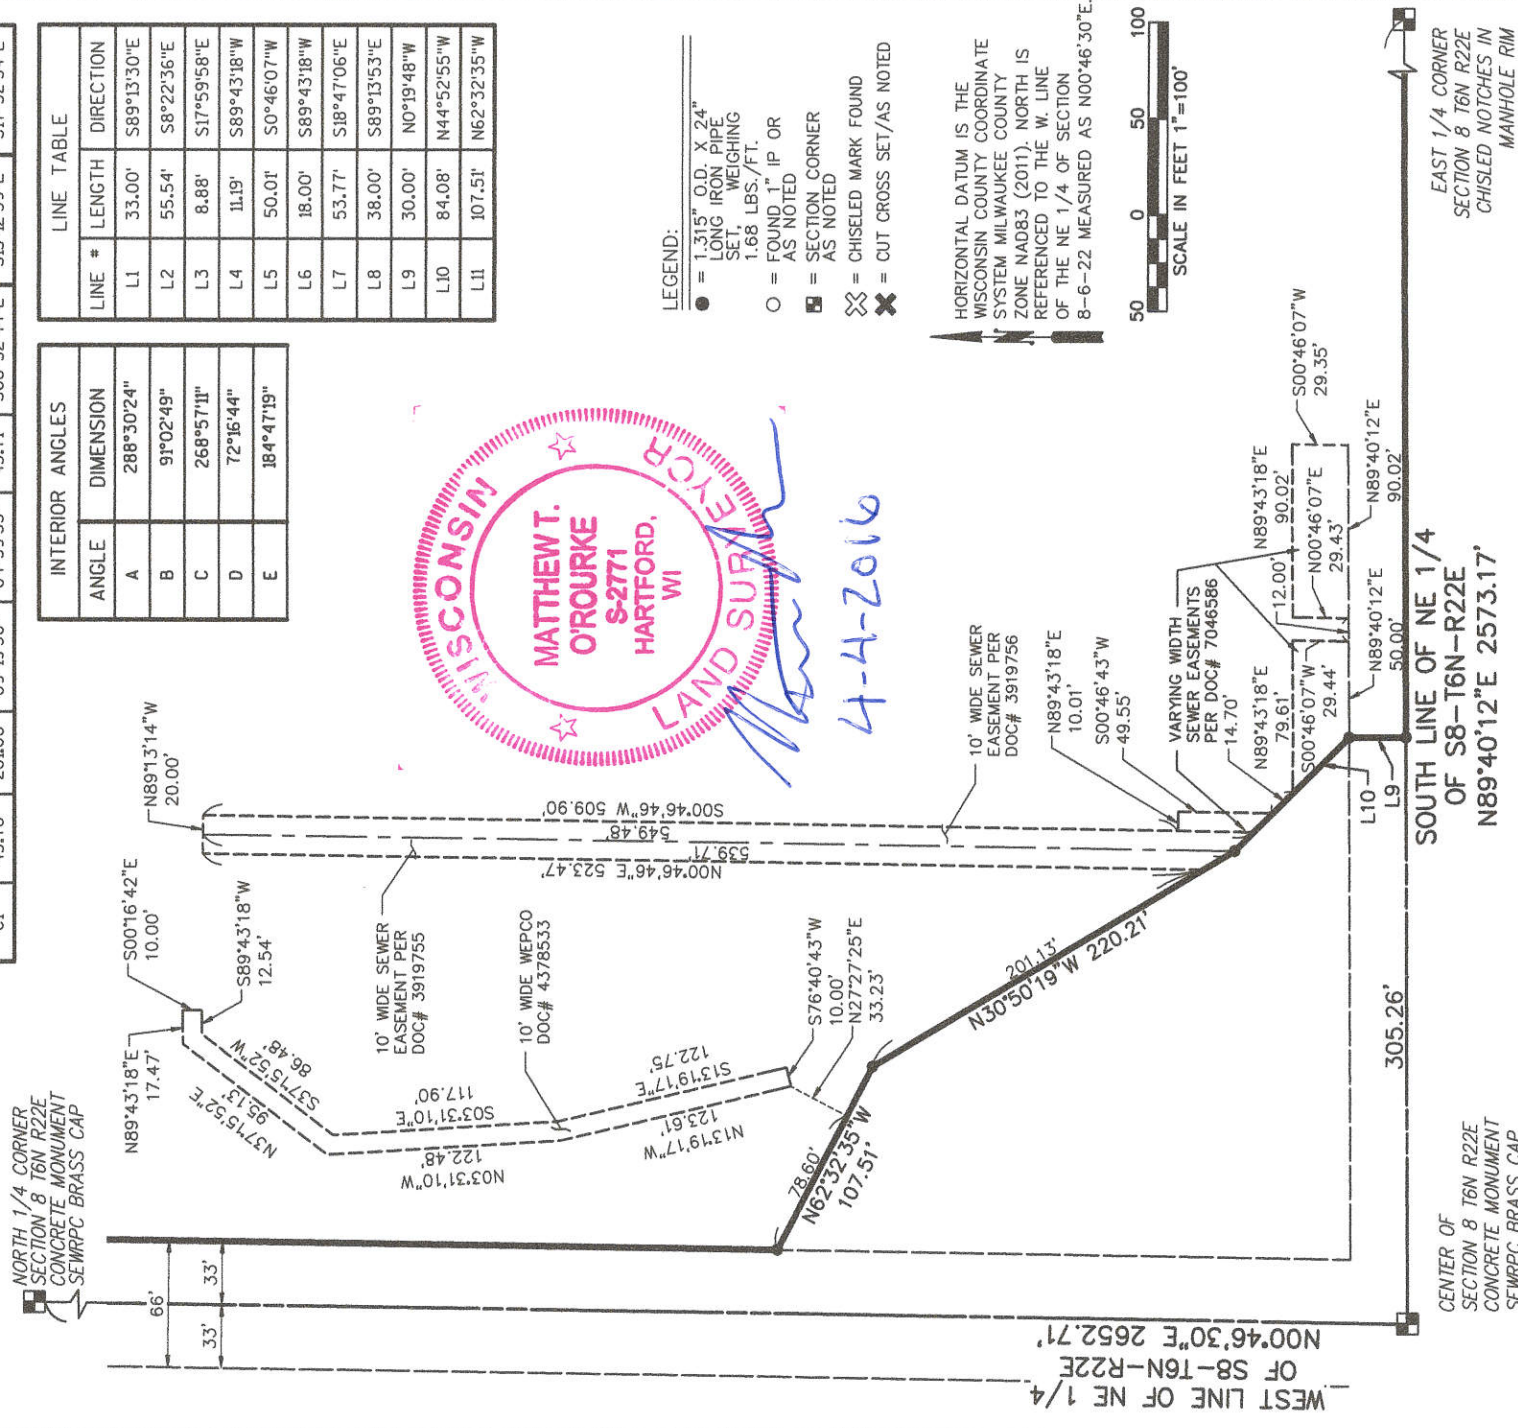 LINE TABLE
LINE # LENGTH DIRECTION
L1 33.00' S89°13'30"E
L2 55.54' S8°22'36"E
L3 8.88' S17°59'58"E
L4 11.19' S89°43'18"W
L5 50.01' S0°46'07"W
L6 18.00' S89°43'18"W
L7 53.77' S18°47'06"E
L8 38.00' S89°13'53"E
L9 30.00' N0°19'48"W
L10 84.08' N44°52'55"W
L11 107.51' N62°32'35"W
INTERIOR ANGLES
ANGLE DIMENSION
A 288°30'24"
B 91°02'49"
C 268°57'11"
D 72°16'44"
E 184°47'19"
LEGEND:
= 1.315" O.D. X 24"
LONG IRON PIPE
SET, WEIGHING
1.68 LBS./FT.
= FOUND 1" IP OR
AS NOTED
= SECTION CORNER
AS NOTED
= CHISELED MARK FOUND
= CUT CROSS SET/AS NOTED
HORIZONTAL DATUM IS THE
WISCONSIN COUNTY COORDINATE
SYSTEM MILWAUKEE COUNTY
ZONE NAD83 (2011). NORTH IS
REFERENCED TO THE W. LINE
OF THE NE 1/4 OF SECTION
8-6-22 MEASURED AS N00°46'30"E.
N
50 0 50 100
SCALE IN FEET 1"=100'
WISCONSIN
MATTHEW T.
O'ROURKE
S-2771
HARTFORD,
WI
LAND SURVEYOR
4-4-2016
NORTH 1/4 CORNER
SECTION 8 T6N R22E
CONCRETE MONUMENT
SEWRPC BRASS CAP
66'
33'
33'
N89°43'18"E
17.47'
S00°16'42"E
10.00'
S89°43'18"W
12.54'
N37°15'52"E
95.13'
S37°15'52"W
86.48'
N03°31'10"W
122.48'
S03°31'10"E
117.90'
N13°19'17"W
123.61'
S13°19'17"E
122.75'
10' WIDE WEPCO
DOC# 4378533
10' WIDE SEWER
EASEMENT PER
DOC# 3919755
N89°13'14"W
20.00'
S00°46'46"W 509.90'
549.48'
539.71'
N00°46'46"E 523.47'
S76°40'43"W
10.00'
N27°27'25"E
33.23'
78.60'
N62°32'35"W
107.51'
201.13'
N30°50'19"W 220.21'
10' WIDE SEWER
EASEMENT PER
DOC# 3919756
N89°43'18"E
10.01'
S00°46'43"W
49.55'
VARYING WIDTH
SEWER EASEMENTS
PER DOC# 7046586
14.70'
N89°43'18"E
79.61'
S00°46'07"W
29.44'
N89°40'12"E
50.00'
12.00'
N89°43'18"E
90.02'
N00°46'07"E
29.43'
S00°46'07"W
29.35'
N89°40'12"E
90.02'
L10
L9
305.26'
SOUTH LINE OF NE 1/4
OF S8-T6N-R22E
N89°40'12"E 2573.17'
WEST LINE OF NE 1/4
OF S8-T6N-R22E
N00°46'30"E 2652.71'
CENTER OF
SECTION 8 T6N R22E
CONCRETE MONUMENT
SEWRPC BRASS CAP
EAST 1/4 CORNER
SECTION 8 T6N R22E
CHISLED NOTCHES IN
MANHOLE RIM